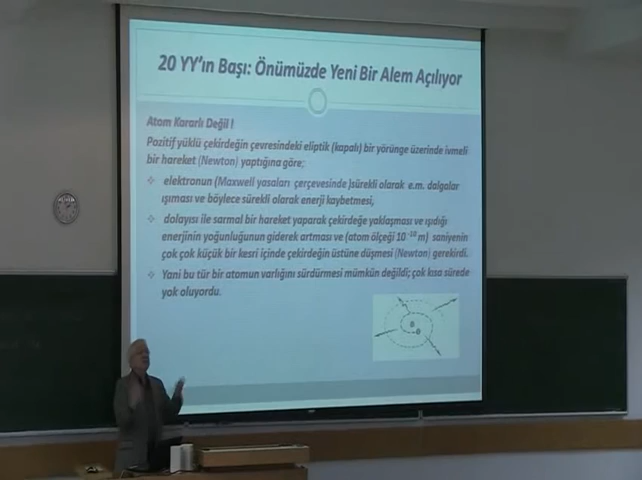 20 YY'ın Başı: Önümüzde Yeni Bir Alem Açılıyor
Atom Kararlı Değil !
Pozitif yüklü çekirdeğin çevresindeki eliptik (kapalı) bir yörünge üzerinde ivmeli
bir hareket (Newton) yaptığına göre;
elektronun (Maxwell yasaları çerçevesinde )sürekli olarak e.m. dalgalar
ışıması ve böylece sürekli olarak enerji kaybetmesi,
dolayısı ile sarmal bir hareket yaparak çekirdeğe yaklaşması ve ışıdığı
enerjinin yoğunluğunun giderek artması ve (atom ölçeği 10⁻¹⁰ m) saniyenin
çok çok küçük bir kesri içinde çekirdeğin üstüne düşmesi (Newton) gerekirdi.
Yani bu tür bir atomun varlığını sürdürmesi mümkün değildi; çok kısa sürede
yok oluyordu.